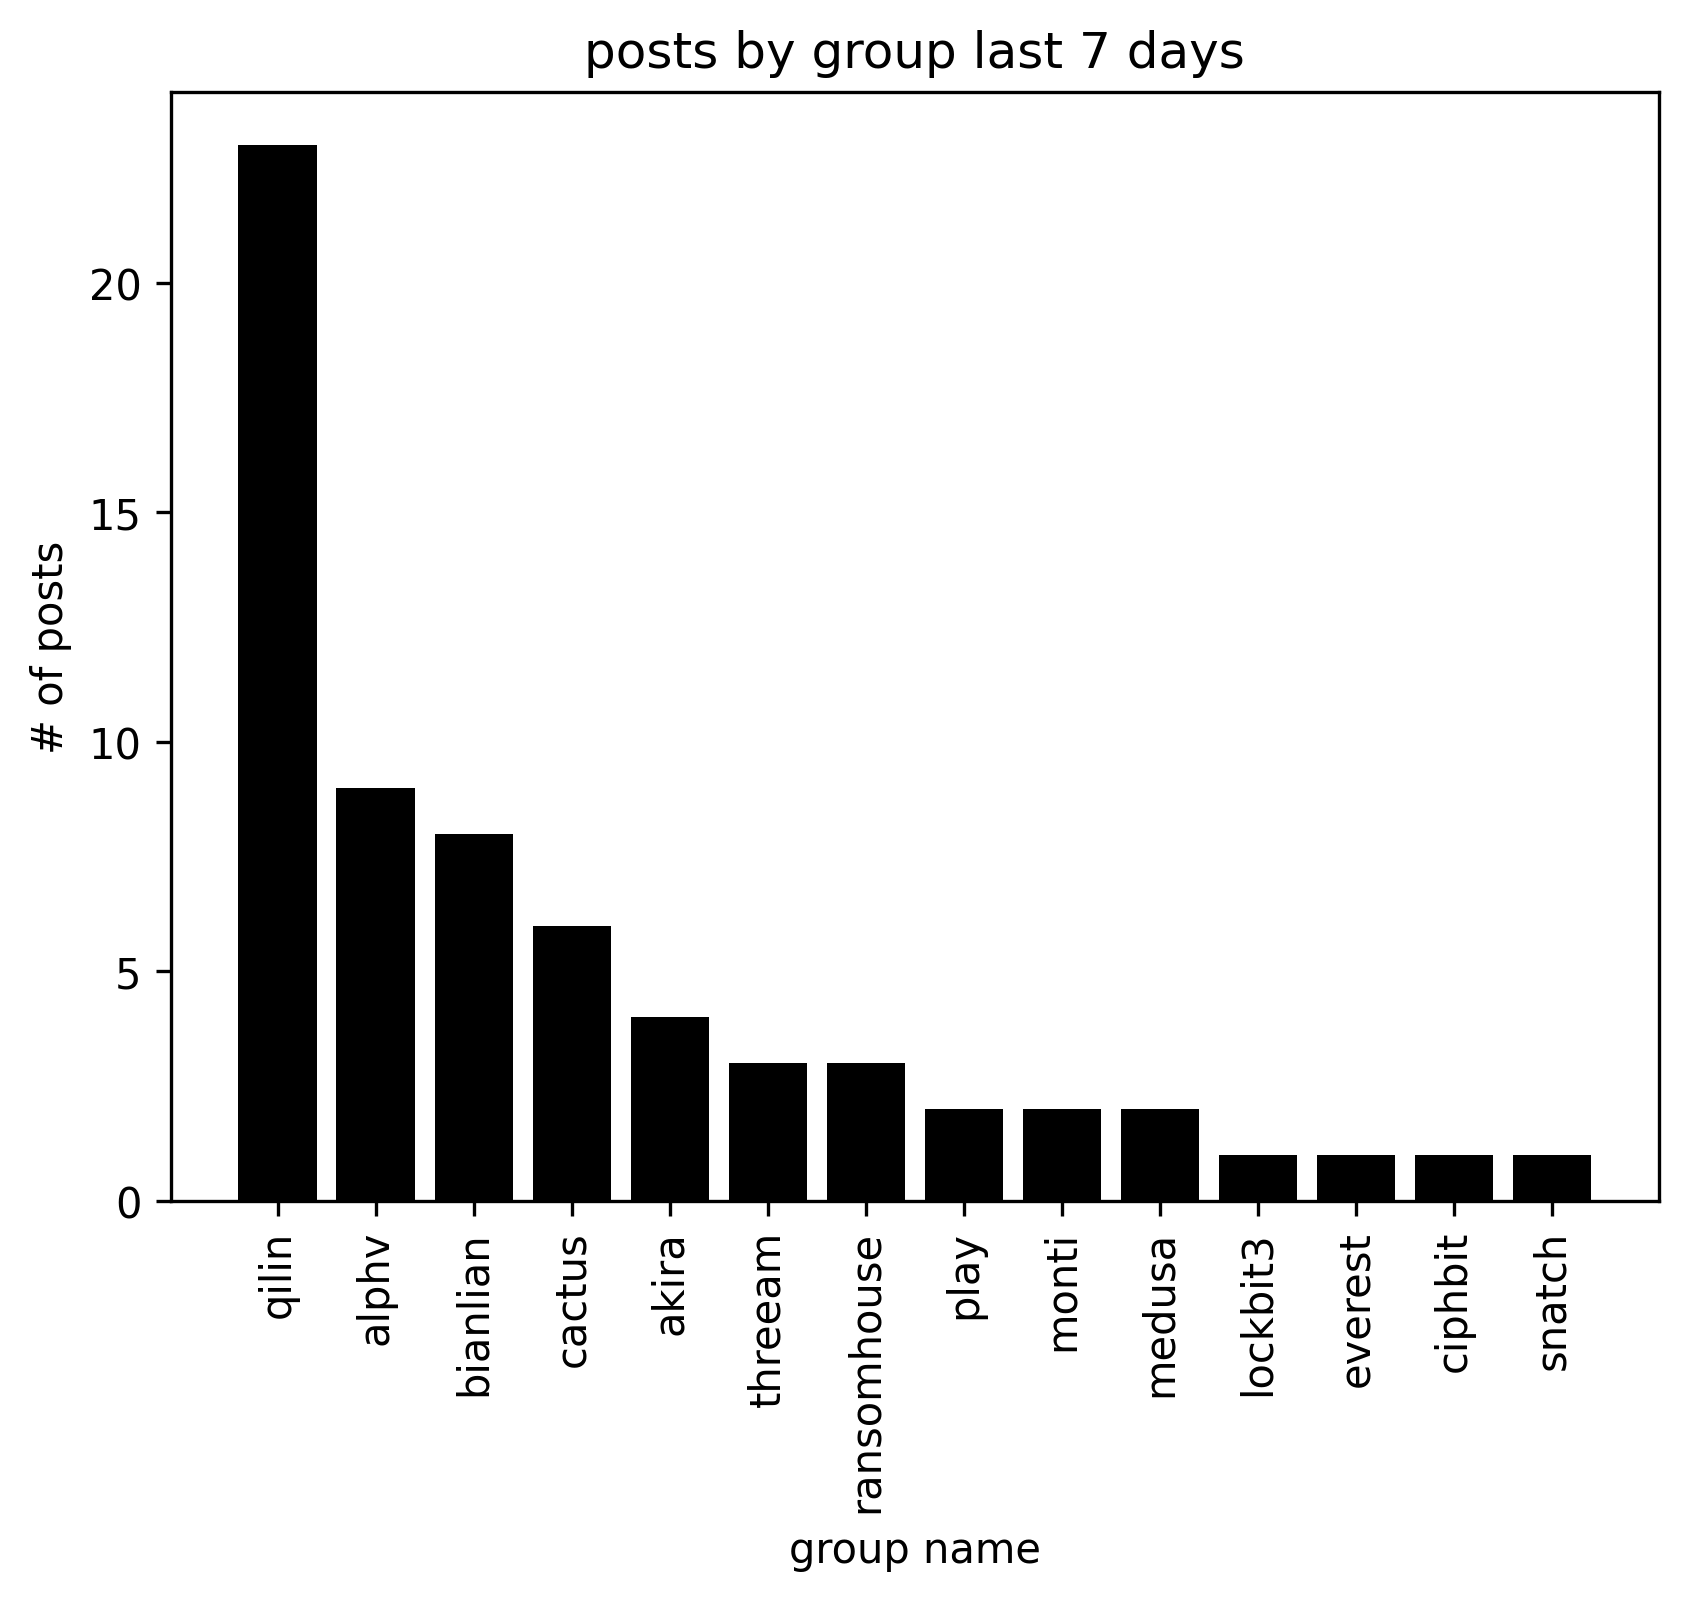 posts by group last 7 days
# of posts
20
15
10
5
0
qilin
alphv
bianlian
cactus
akira
threeam
ransomhouse
play
monti
medusa
lockbit3
everest
ciphbit
snatch
group name